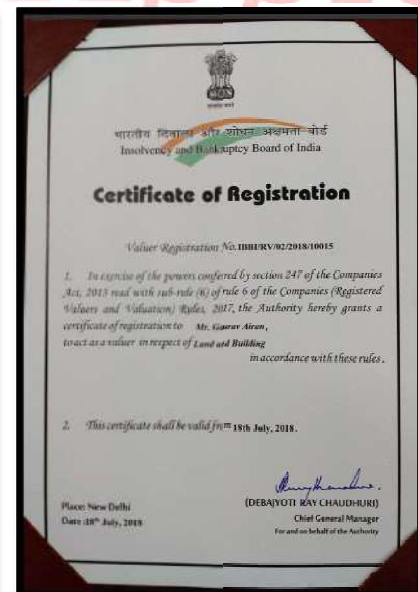 भारतीय दिवाला और शोधन अक्षमता बोर्ड
Insolvency and Bankruptcy Board of India
Certificate of Registration
Valuer Registration No. IBBI/RV/02/2018/10015
1. In exercise of the powers conferred by section 247 of the Companies
Act, 2013 read with sub-rule (6) of rule 6 of the Companies (Registered
Valuers and Valuation) Rules, 2017, the Authority hereby grants a
certificate of registration to Mr. Gaurav Airan,
to act as a valuer in respect of Land and Building
in accordance with these rules.
2. This certificate shall be valid from 18th July, 2018.
(DEBAJYOTI RAY CHAUDHURI)
Place: New Delhi
Chief General Manager
Date :18th July, 2018
For and on behalf of the Authority